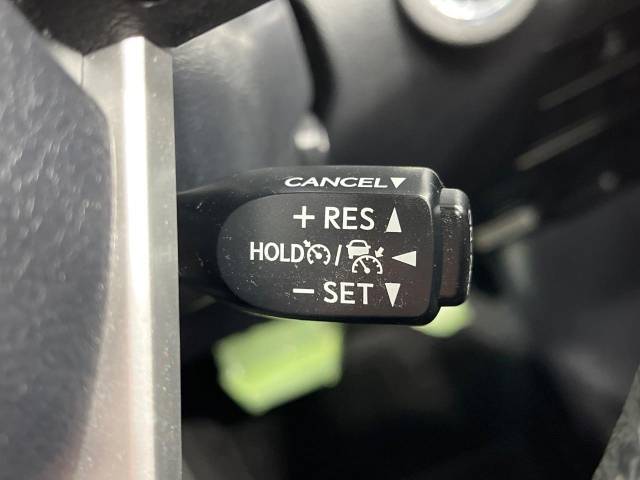 CANCEL▼
+ RES ▲
HOLD / ◀
− SET ▼